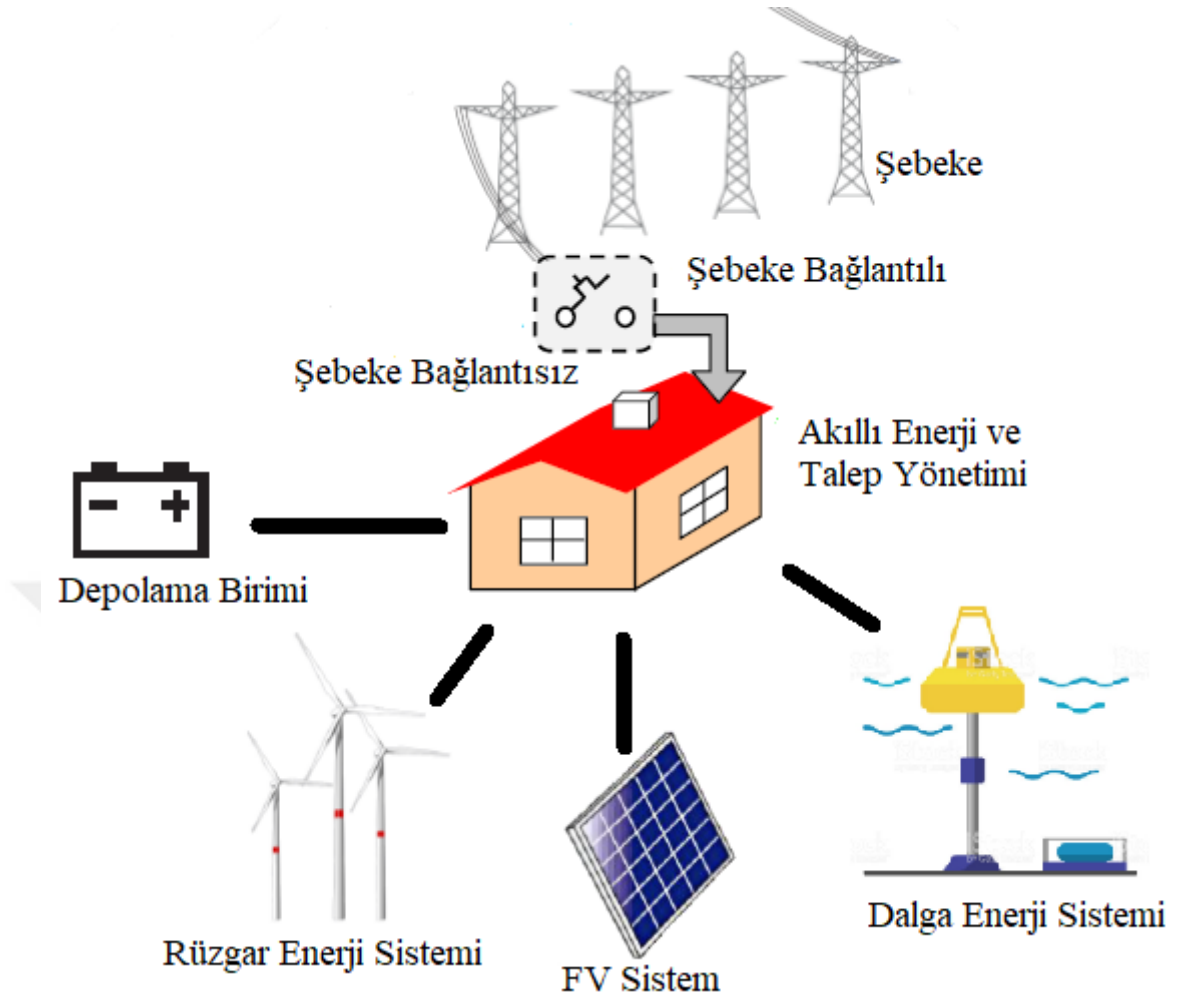 Şebeke
Şebeke Bağlantılı
Şebeke Bağlantısız
Akıllı Enerji ve
Talep Yönetimi
Depolama Birimi
Rüzgar Enerji Sistemi
FV Sistem
Dalga Enerji Sistemi